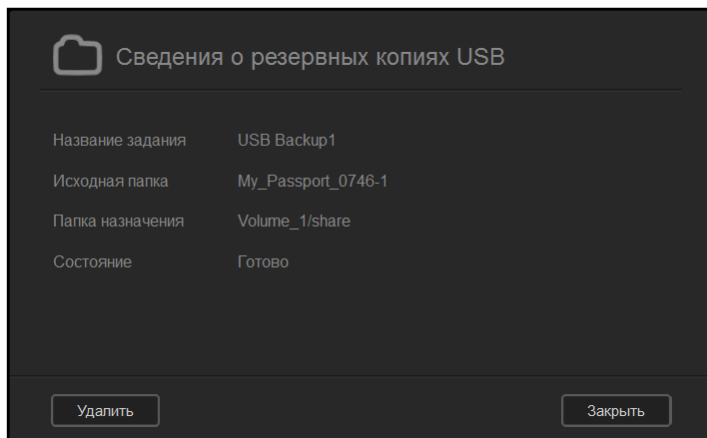 Сведения о резервных копиях USB
Название задания USB Backup1
Исходная папка My_Passport_0746-1
Папка назначения Volume_1/share
Состояние Готово
Удалить Закрыть